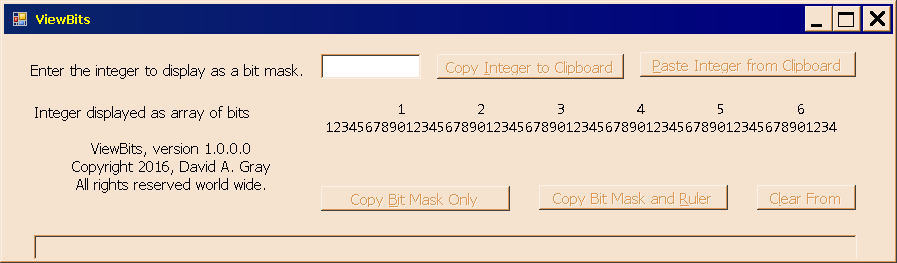 ViewBits
Enter the integer to display as a bit mask.
Copy Integer to Clipboard
Paste Integer from Clipboard
Integer displayed as array of bits
1 2 3 4 5 6
1234567890123456789012345678901234567890123456789012345678901234
ViewBits, version 1.0.0.0
Copyright 2016, David A. Gray
All rights reserved world wide.
Copy Bit Mask Only
Copy Bit Mask and Ruler
Clear From